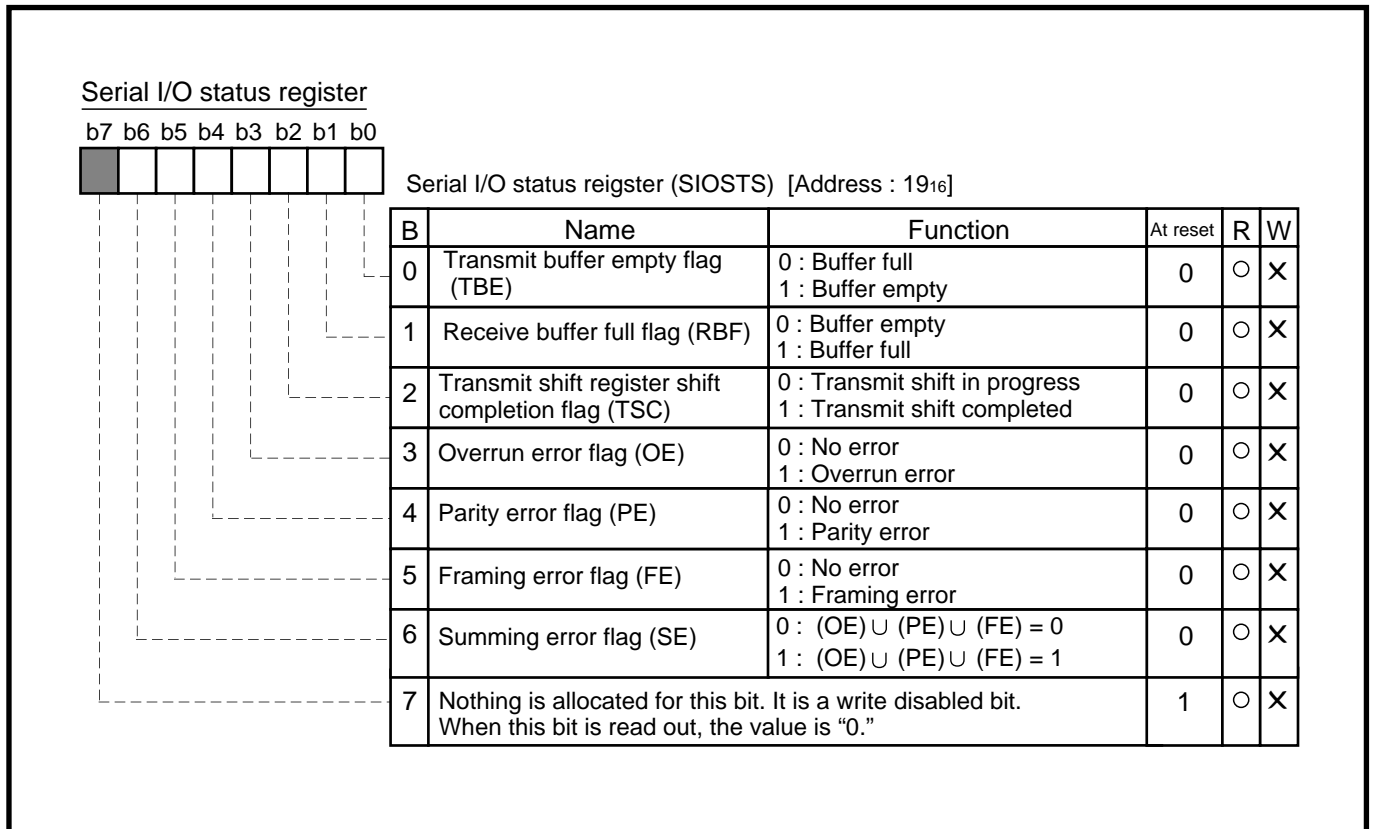 Serial I/O status register
b7 b6 b5 b4 b3 b2 b1 b0
Serial I/O status reigster (SIOSTS) [Address : 19₁₆]
B Name Function At reset R W
0 Transmit buffer empty flag (TBE) 0 : Buffer full 0 ○ ×
1 : Buffer empty
1 Receive buffer full flag (RBF) 0 : Buffer empty 0 ○ ×
1 : Buffer full
2 Transmit shift register shift completion flag (TSC) 0 : Transmit shift in progress 0 ○ ×
1 : Transmit shift completed
3 Overrun error flag (OE) 0 : No error 0 ○ ×
1 : Overrun error
4 Parity error flag (PE) 0 : No error 0 ○ ×
1 : Parity error
5 Framing error flag (FE) 0 : No error 0 ○ ×
1 : Framing error
6 Summing error flag (SE) 0 : (OE) ∪ (PE) ∪ (FE) = 0 0 ○ ×
1 : (OE) ∪ (PE) ∪ (FE) = 1
7 Nothing is allocated for this bit. It is a write disabled bit. 1 ○ ×
When this bit is read out, the value is “0.”